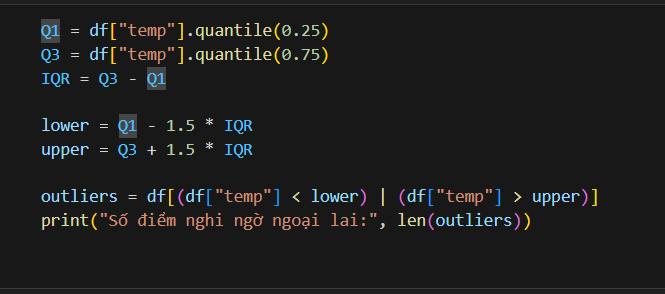 Q1 = df["temp"].quantile(0.25)
Q3 = df["temp"].quantile(0.75)
IQR = Q3 - Q1
lower = Q1 - 1.5 * IQR
upper = Q3 + 1.5 * IQR
outliers = df[(df["temp"] < lower) | (df["temp"] > upper)]
print("Số điểm nghi ngờ ngoại lai:", len(outliers))